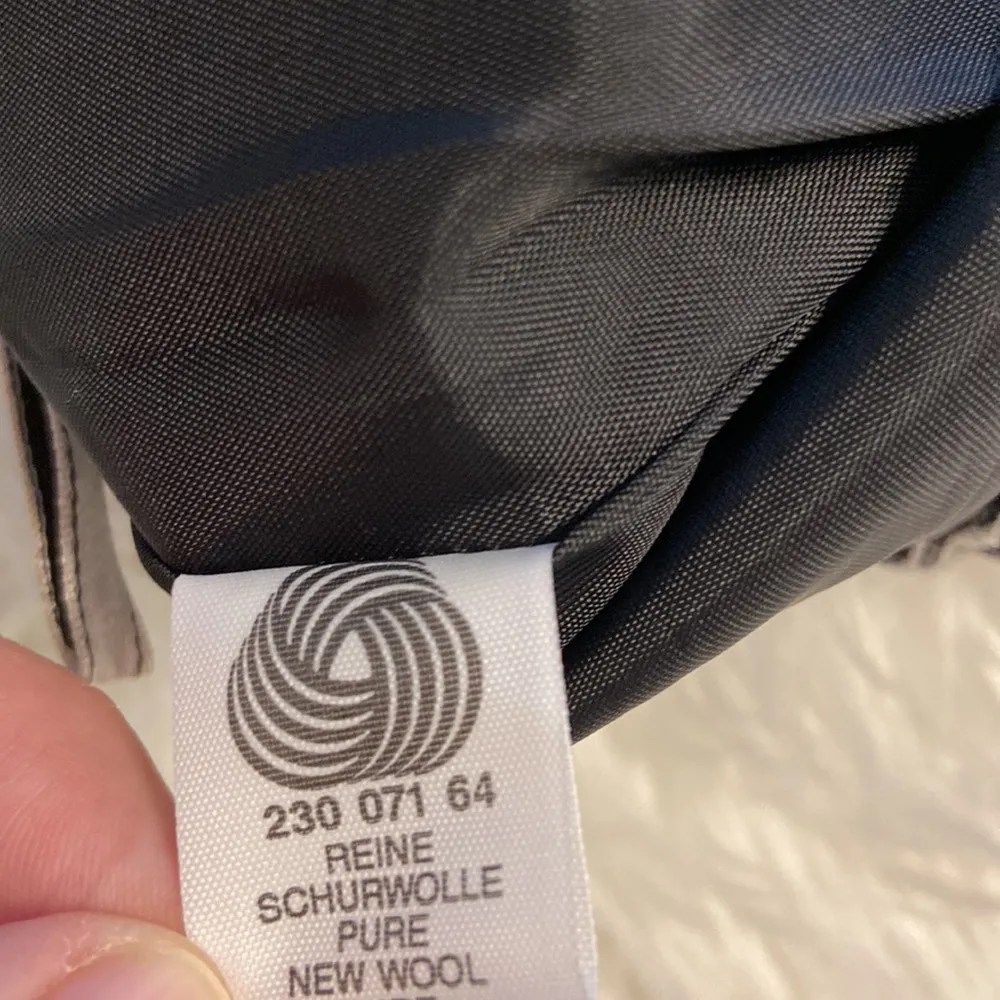 230 071 64
REINE
SCHURWOLLE
PURE
NEW WOOL